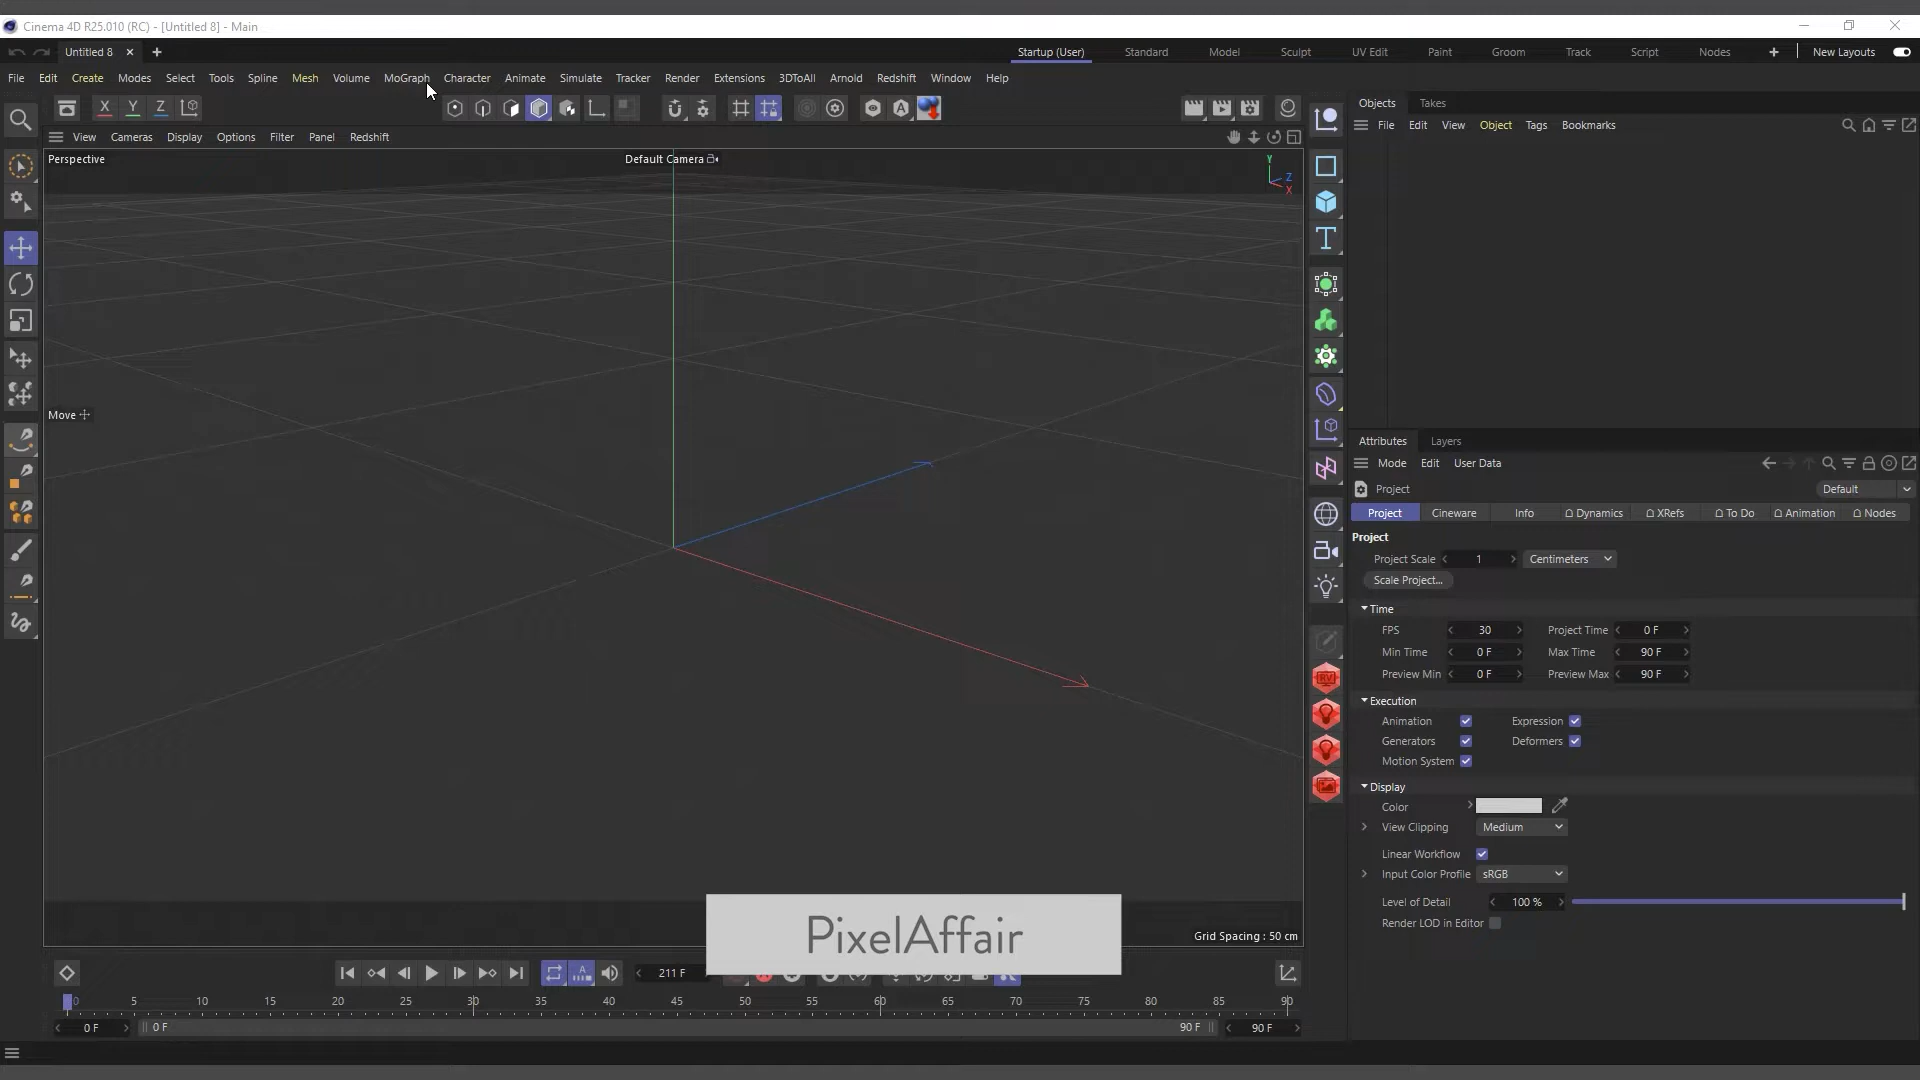 Cinema 4D R25.010 (RC) - [Untitled 8] - Main
Untitled 8
Startup (User) Standard Model Sculpt UV Edit Paint Groom Track Script Nodes New Layouts
File Edit Create Modes Select Tools Spline Mesh Volume MoGraph Character Animate Simulate Tracker Render Extensions 3DToAll Arnold Redshift Window Help
X Y Z
View Cameras Display Options Filter Panel Redshift
Perspective
Default Camera
Y
Z
X
Move
PixelAffair
Grid Spacing : 50 cm
211 F
0 5 10 15 20 25 30 35 40 45 50 55 60 65 70 75 80 85 90
0 F 0 F 90 F 90 F
Objects Takes
File Edit View Object Tags Bookmarks
Attributes Layers
Mode Edit User Data
Project Default
Project Cineware Info Dynamics XRefs To Do Animation Nodes
Project
Project Scale 1 Centimeters
Scale Project...
Time
FPS 30 Project Time 0 F
Min Time 0 F Max Time 90 F
Preview Min 0 F Preview Max 90 F
Execution
Animation Expression
Generators Deformers
Motion System
Display
Color
View Clipping Medium
Linear Workflow
Input Color Profile sRGB
Level of Detail 100 %
Render LOD in Editor